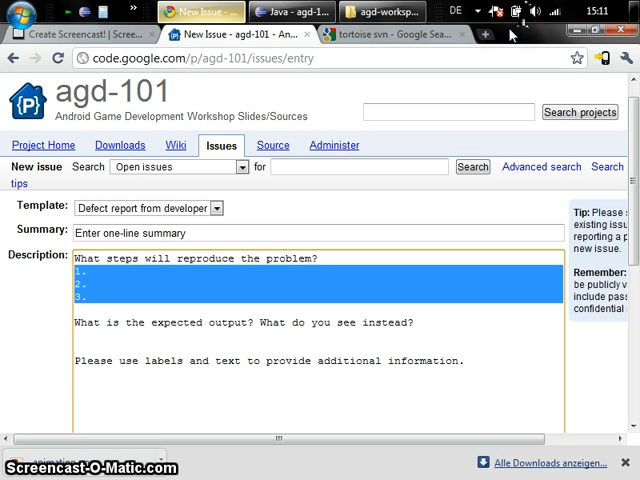 New Issue - ...
Java - agd-1...
agd-worksp...
DE
15:11
Create Screencast! | Scree...
New Issue - agd-101 - An...
tortoise svn - Google Sea...
code.google.com/p/agd-101/issues/entry
agd-101
Android Game Development Workshop Slides/Sources
Search projects
Project Home
Downloads
Wiki
Issues
Source
Administer
New issue
Search
Open issues
for
Search
Advanced search
Search
tips
Template:
Defect report from developer
Summary:
Enter one-line summary
Description:
What steps will reproduce the problem?
1.
2.
3.
What is the expected output? What do you see instead?
Please use labels and text to provide additional information.
Tip: Please s
existing issu
reporting a p
new issue.
Remember:
be publicly v
include pass
confidential
Alle Downloads anzeigen...
Screencast-O-Matic.com